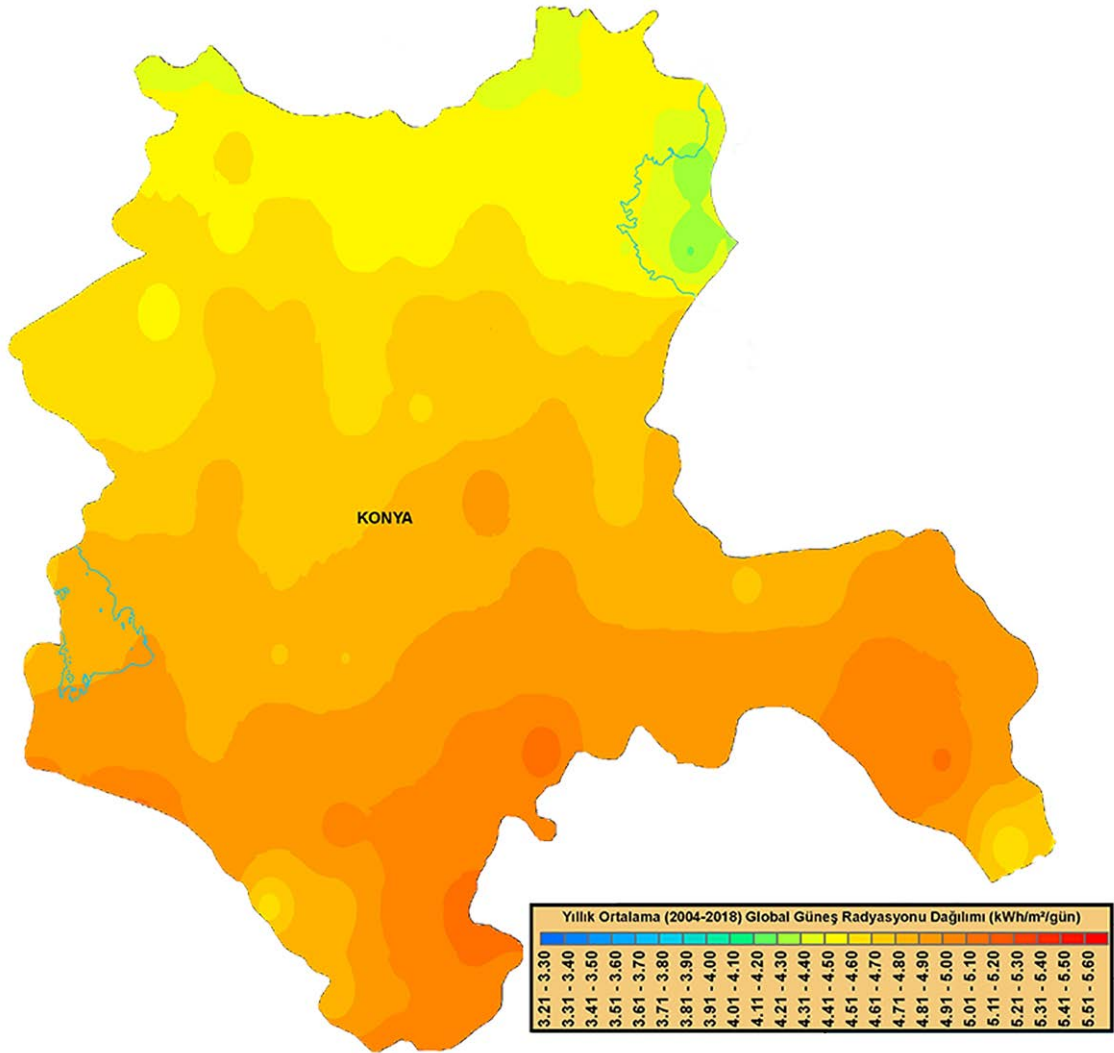 KONYA
Yıllık Ortalama (2004-2018) Global Güneş Radyasyonu Dağılımı (kWh/m²/gün)
3.21 - 3.30
3.31 - 3.40
3.41 - 3.50
3.51 - 3.60
3.61 - 3.70
3.71 - 3.80
3.81 - 3.90
3.91 - 4.00
4.01 - 4.10
4.11 - 4.20
4.21 - 4.30
4.31 - 4.40
4.41 - 4.50
4.51 - 4.60
4.61 - 4.70
4.71 - 4.80
4.81 - 4.90
4.91 - 5.00
5.01 - 5.10
5.11 - 5.20
5.21 - 5.30
5.31 - 5.40
5.41 - 5.50
5.51 - 5.60